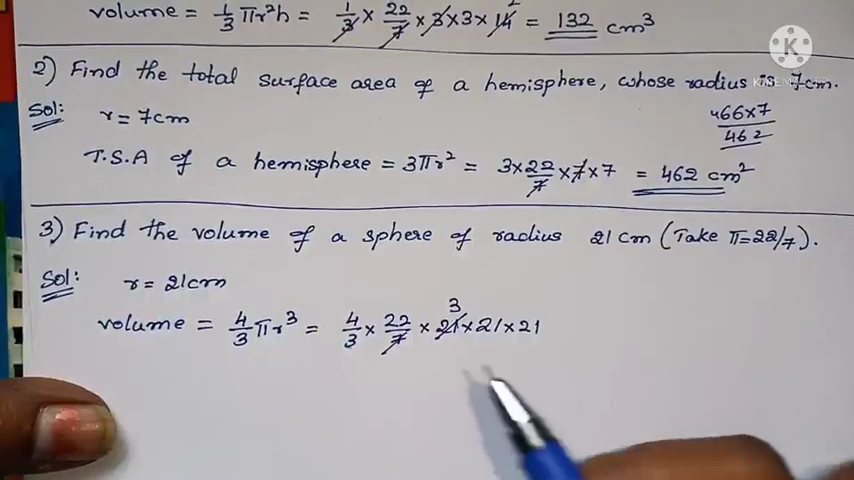 volume = 1/3 πr²h = 1/3 × 22/7 × 3 × 3 × 14 2 = 132 cm³
K
2) Find the total surface area of a hemisphere, whose radius is 7cm.
Sol: r = 7cm
466×7
462
T.S.A of a hemisphere = 3πr² = 3×22/7×7×7 = 462 cm²
3) Find the volume of a sphere of radius 21 cm (Take π=22/7).
Sol: r = 21cm
volume = 4/3 πr³ = 4/3 × 22/7 × 21 3 × 21 × 21